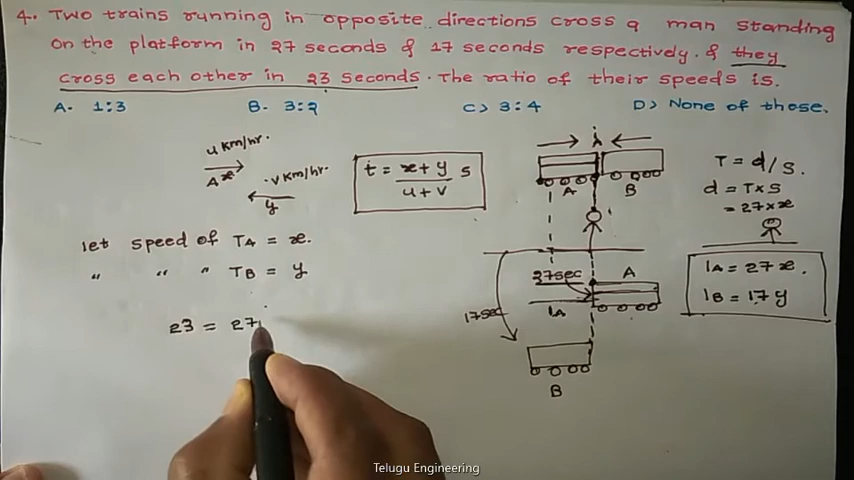 4. Two trains running in opposite directions cross a man standing
on the platform in 27 seconds & 17 seconds respectively. & they
cross each other in 23 seconds. The ratio of their speeds is.
A. 1:3 B. 3:2 C> 3:4 D> None of those.
u km/hr.
A x
v km/hr.
y
t = x + y / u + v s
A B
T = d/s.
d = T x s
= 27 x x
let speed of TA = x.
" " " TB = y
27sec A
lA
17sec
B
lA = 27 x.
lB = 17 y
23 = 27
Telugu Engineering